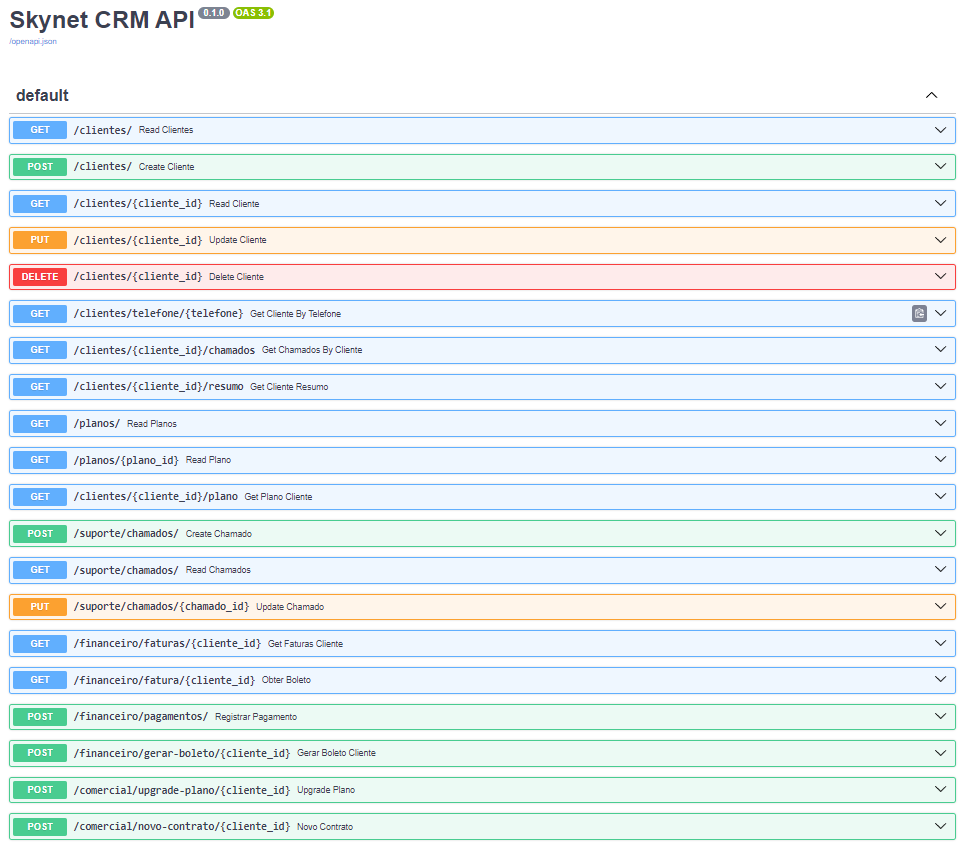 Skynet CRM API 0.1.0 OAS 3.1
/openapi.json
default
GET /clientes/ Read Clientes
POST /clientes/ Create Cliente
GET /clientes/{cliente_id} Read Cliente
PUT /clientes/{cliente_id} Update Cliente
DELETE /clientes/{cliente_id} Delete Cliente
GET /clientes/telefone/{telefone} Get Cliente By Telefone
GET /clientes/{cliente_id}/chamados Get Chamados By Cliente
GET /clientes/{cliente_id}/resumo Get Cliente Resumo
GET /planos/ Read Planos
GET /planos/{plano_id} Read Plano
GET /clientes/{cliente_id}/plano Get Plano Cliente
POST /suporte/chamados/ Create Chamado
GET /suporte/chamados/ Read Chamados
PUT /suporte/chamados/{chamado_id} Update Chamado
GET /financeiro/faturas/{cliente_id} Get Faturas Cliente
GET /financeiro/fatura/{cliente_id} Obter Boleto
POST /financeiro/pagamentos/ Registrar Pagamento
POST /financeiro/gerar-boleto/{cliente_id} Gerar Boleto Cliente
POST /comercial/upgrade-plano/{cliente_id} Upgrade Plano
POST /comercial/novo-contrato/{cliente_id} Novo Contrato